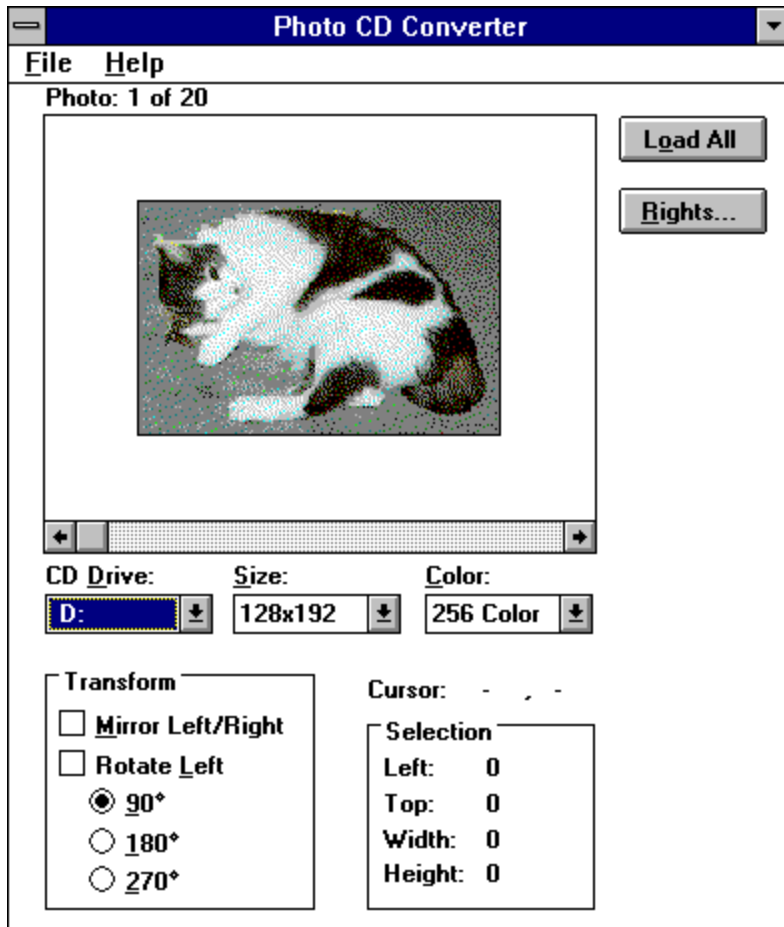 Photo CD Converter
File Help
Photo: 1 of 20
Load All
Rights...
CD Drive: Size: Color:
D: 128x192 256 Color
Transform
Mirror Left/Right
Rotate Left
90°
180°
270°
Cursor: - , -
Selection
Left: 0
Top: 0
Width: 0
Height: 0